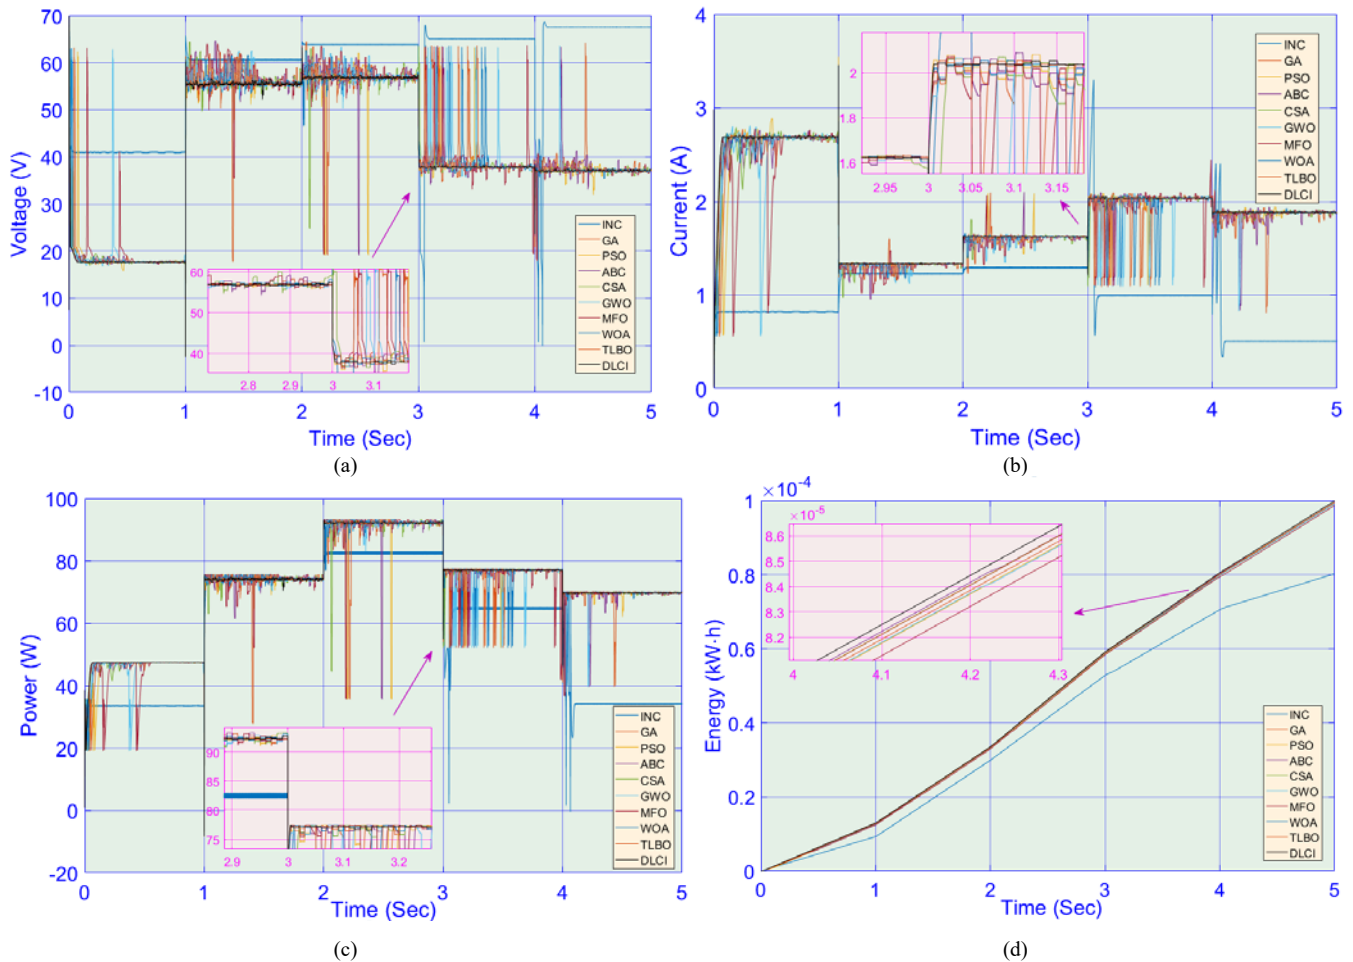 70
60
50
40
30
20
10
0
-10
Voltage (V)
0 1 2 3 4 5
Time (Sec)
(a)
60
50
40
2.8 2.9 3 3.1
INC
GA
PSO
ABC
CSA
GWO
MFO
WOA
TLBO
DLCI
4
3
2
1
0
Current (A)
0 1 2 3 4 5
Time (Sec)
(b)
2
1.8
1.6
2.95 3 3.05 3.1 3.15
INC
GA
PSO
ABC
CSA
GWO
MFO
WOA
TLBO
DLCI
100
80
60
40
20
0
-20
Power (W)
0 1 2 3 4 5
Time (Sec)
(c)
90
85
80
75
2.9 3 3.1 3.2
INC
GA
PSO
ABC
CSA
GWO
MFO
WOA
TLBO
DLCI
×10-4
1
0.8
0.6
0.4
0.2
0
Energy (kW·h)
0 1 2 3 4 5
Time (Sec)
(d)
×10-5
8.6
8.5
8.4
8.3
8.2
4 4.1 4.2 4.3
INC
GA
PSO
ABC
CSA
GWO
MFO
WOA
TLBO
DLCI